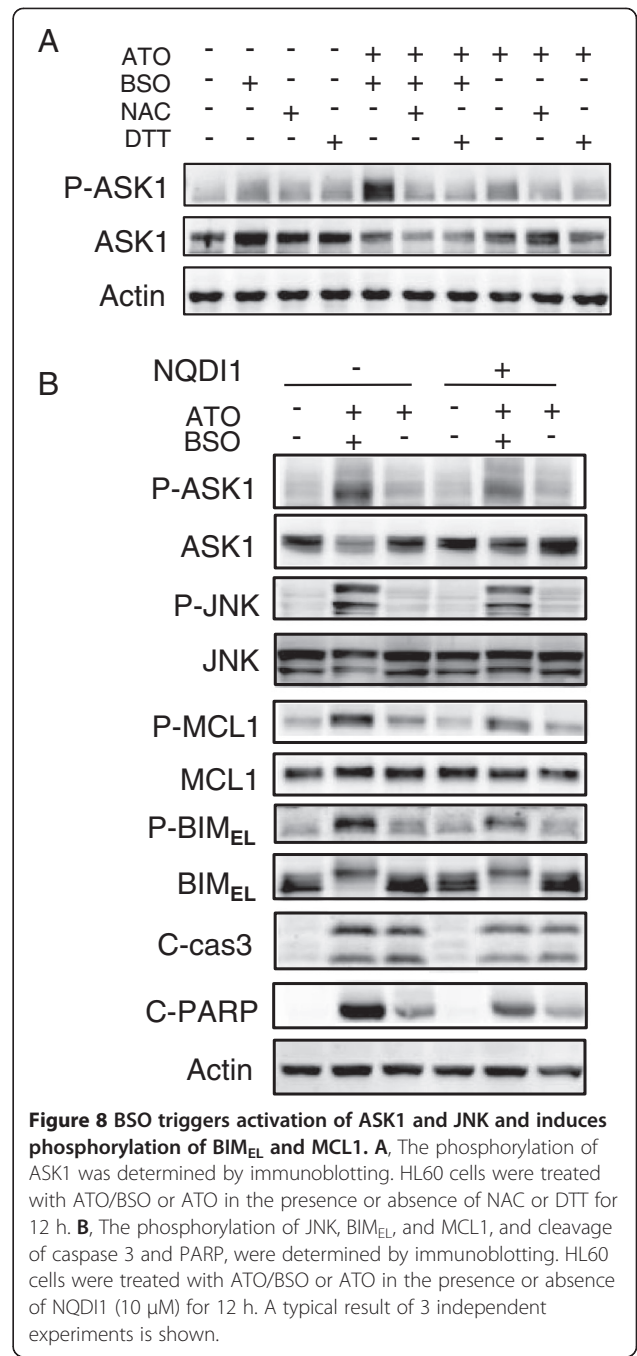 A
ATO - - - - + + + + + +
BSO - + - - + + + - - -
NAC - - + - - + - - + -
DTT - - - + - - + - - +
P-ASK1
ASK1
Actin
B
NQDI1 - +
ATO - + + - + +
BSO - + - - + -
P-ASK1
ASK1
P-JNK
JNK
P-MCL1
MCL1
P-BIM_EL
BIM_EL
C-cas3
C-PARP
Actin
Figure 8 BSO triggers activation of ASK1 and JNK and induces
phosphorylation of BIM_EL and MCL1. A, The phosphorylation of
ASK1 was determined by immunoblotting. HL60 cells were treated
with ATO/BSO or ATO in the presence or absence of NAC or DTT for
12 h. B, The phosphorylation of JNK, BIM_EL, and MCL1, and cleavage
of caspase 3 and PARP, were determined by immunoblotting. HL60
cells were treated with ATO/BSO or ATO in the presence or absence
of NQDI1 (10 μM) for 12 h. A typical result of 3 independent
experiments is shown.